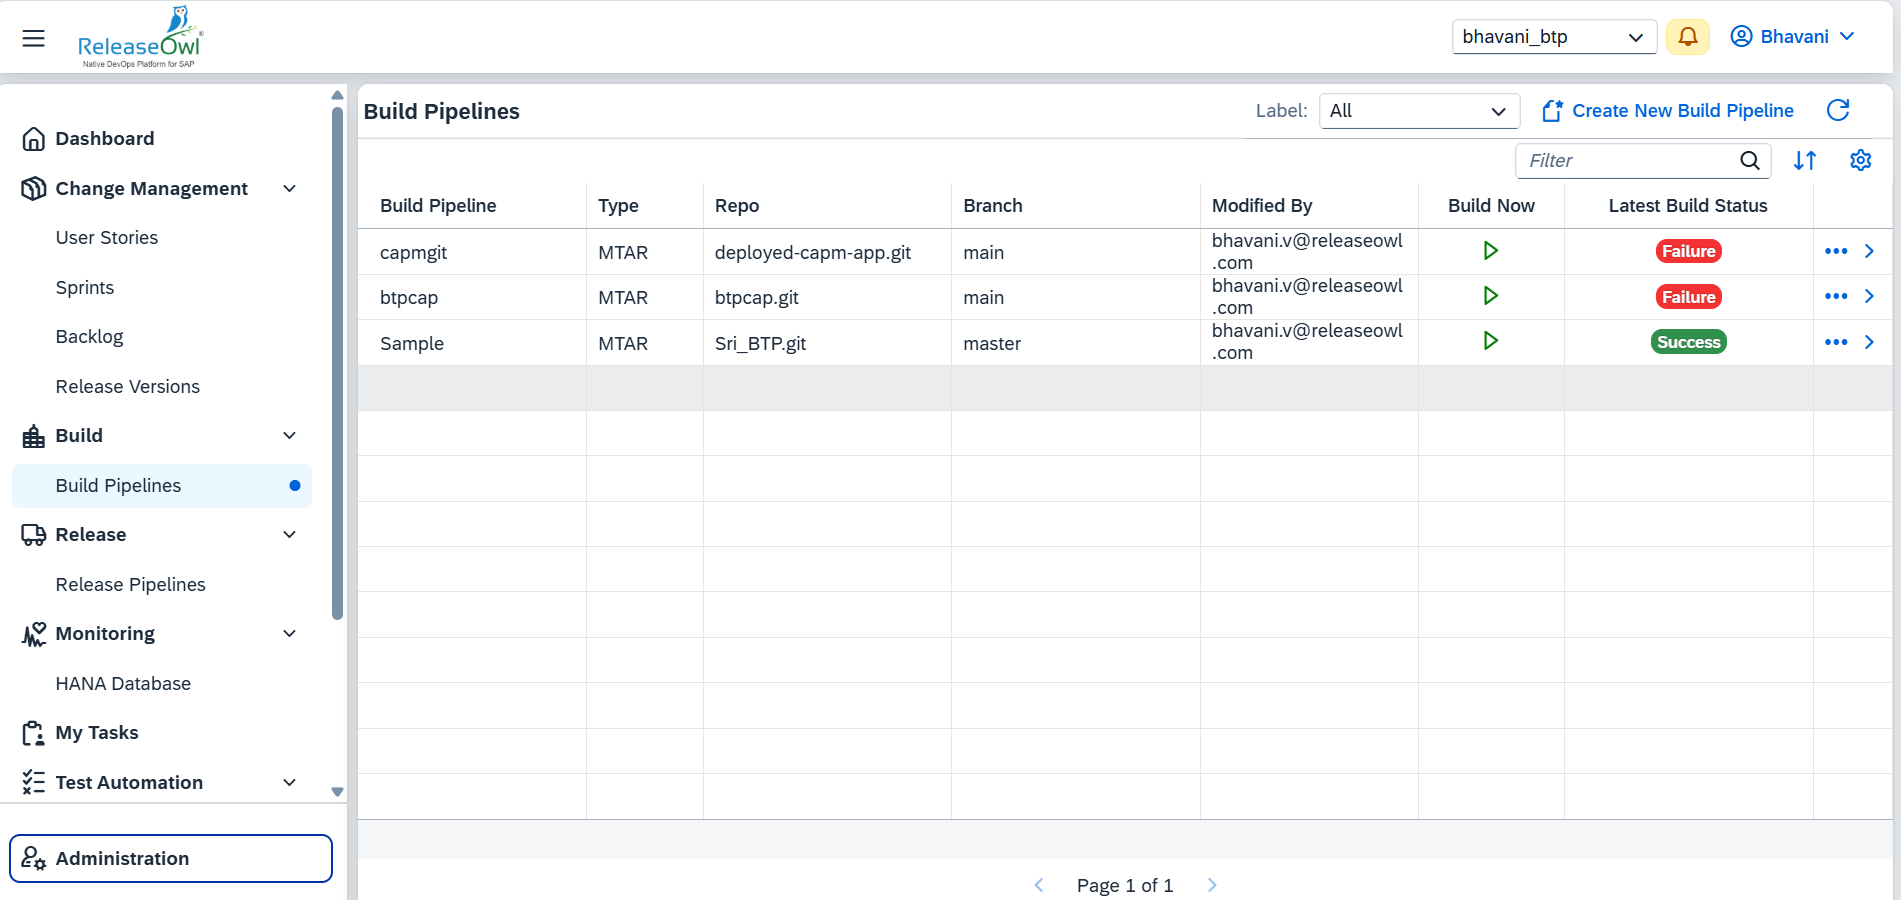 ReleaseOwl®
Native DevOps Platform for SAP
bhavani_btp
Bhavani
Dashboard
Change Management
User Stories
Sprints
Backlog
Release Versions
Build
Build Pipelines
Release
Release Pipelines
Monitoring
HANA Database
My Tasks
Test Automation
Administration
Build Pipelines
Label: All
Create New Build Pipeline
Filter
Build Pipeline Type Repo Branch Modified By Build Now Latest Build Status
capmgit MTAR deployed-capm-app.git main bhavani.v@releaseowl
.com Failure
btpcap MTAR btpcap.git main bhavani.v@releaseowl
.com Failure
Sample MTAR Sri_BTP.git master bhavani.v@releaseowl
.com Success
Page 1 of 1